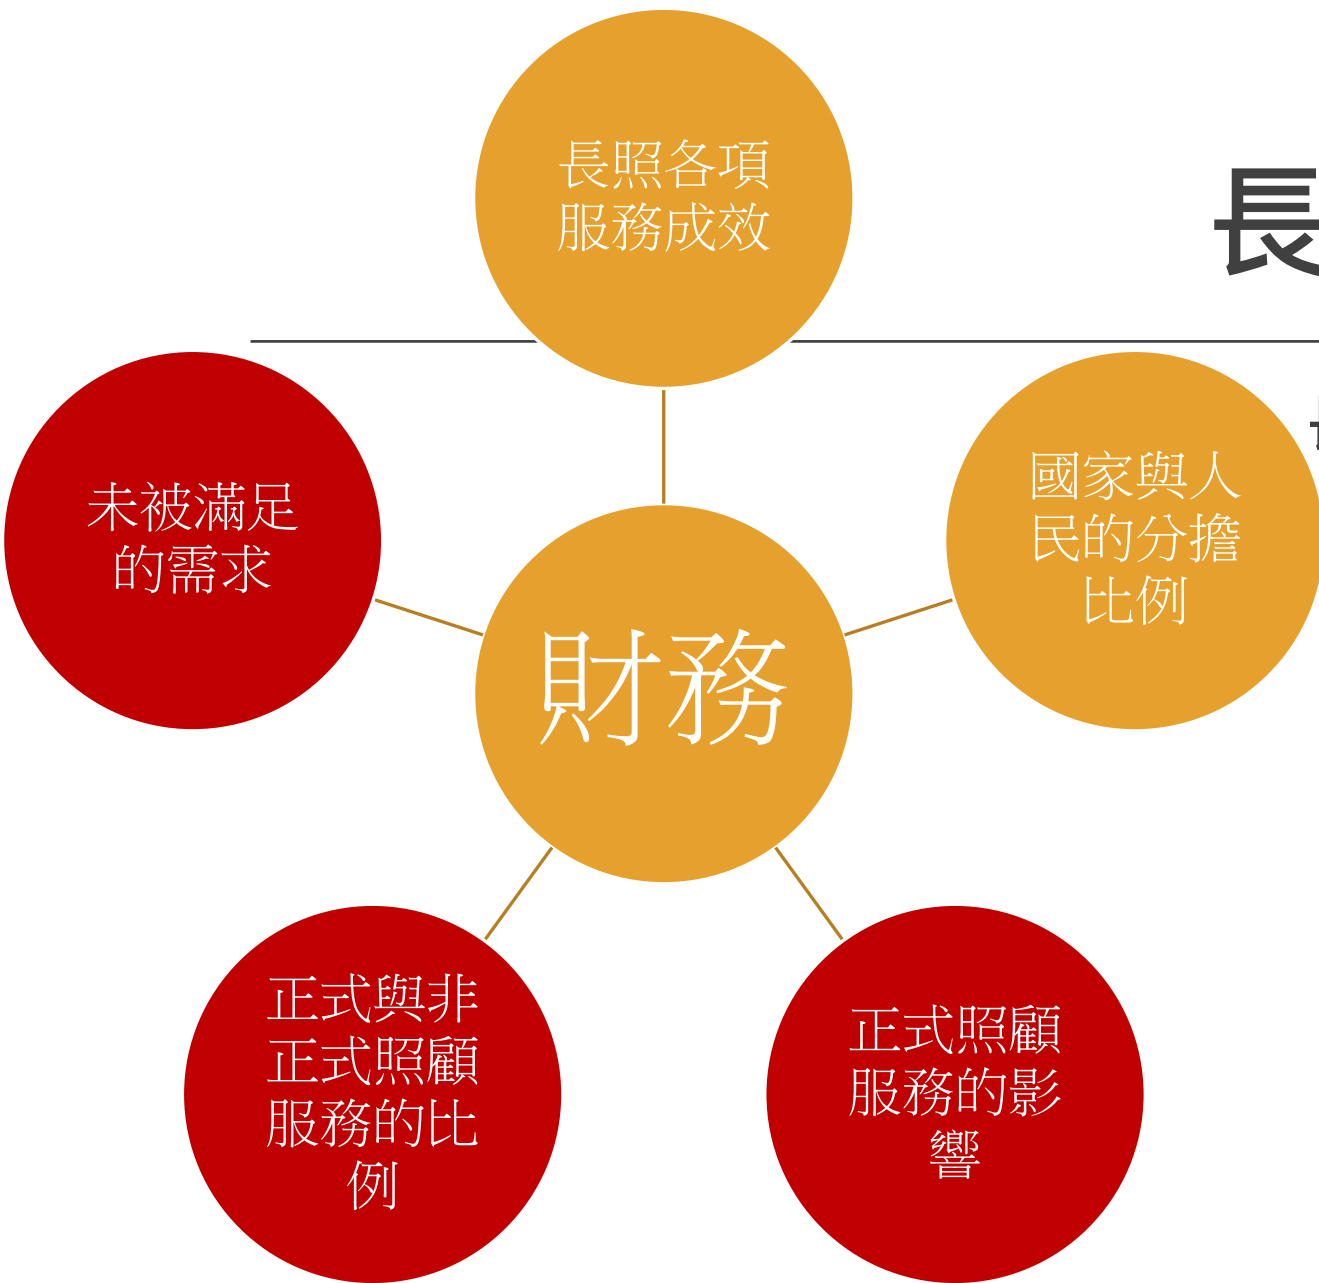 長照各項
服務成效
長
國家與人
民的分擔
比例
未被滿足
的需求
財務
正式與非
正式照顧
服務的比
例
正式照顧
服務的影
響